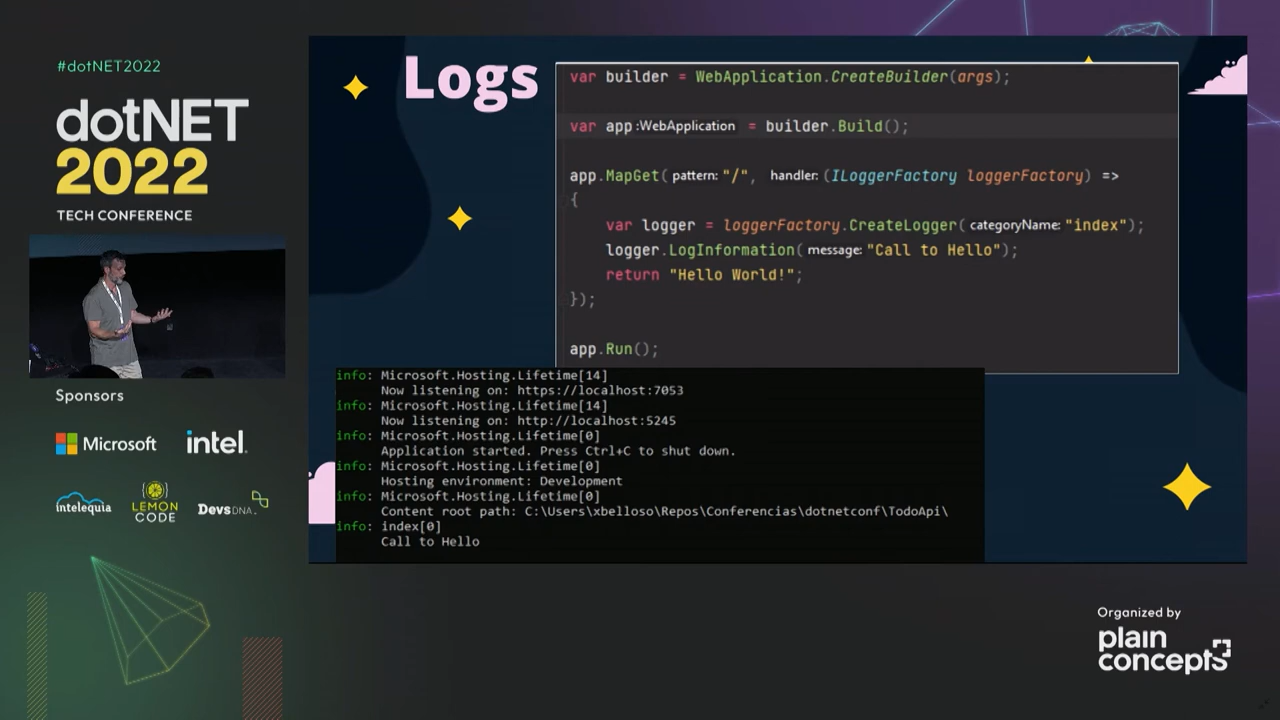 #dotNET2022
dotNET
2022
TECH CONFERENCE
Sponsors
Microsoft
intel.
intelequia
LEMON
CODE
DevsDNA
Logs
var builder = WebApplication.CreateBuilder(args);
var app :WebApplication = builder.Build();
app.MapGet( pattern: "/", handler: (ILoggerFactory loggerFactory) =>
{
var logger = loggerFactory.CreateLogger( categoryName: "index");
logger.LogInformation( message: "Call to Hello");
return "Hello World!";
});
app.Run();
info: Microsoft.Hosting.Lifetime[14]
Now listening on: https://localhost:7053
info: Microsoft.Hosting.Lifetime[14]
Now listening on: http://localhost:5245
info: Microsoft.Hosting.Lifetime[0]
Application started. Press Ctrl+C to shut down.
info: Microsoft.Hosting.Lifetime[0]
Hosting environment: Development
info: Microsoft.Hosting.Lifetime[0]
Content root path: C:\Users\xbelloso\Repos\Conferencias\dotnetconf\TodoApi\
info: index[0]
Call to Hello
Organized by
plain
concepts